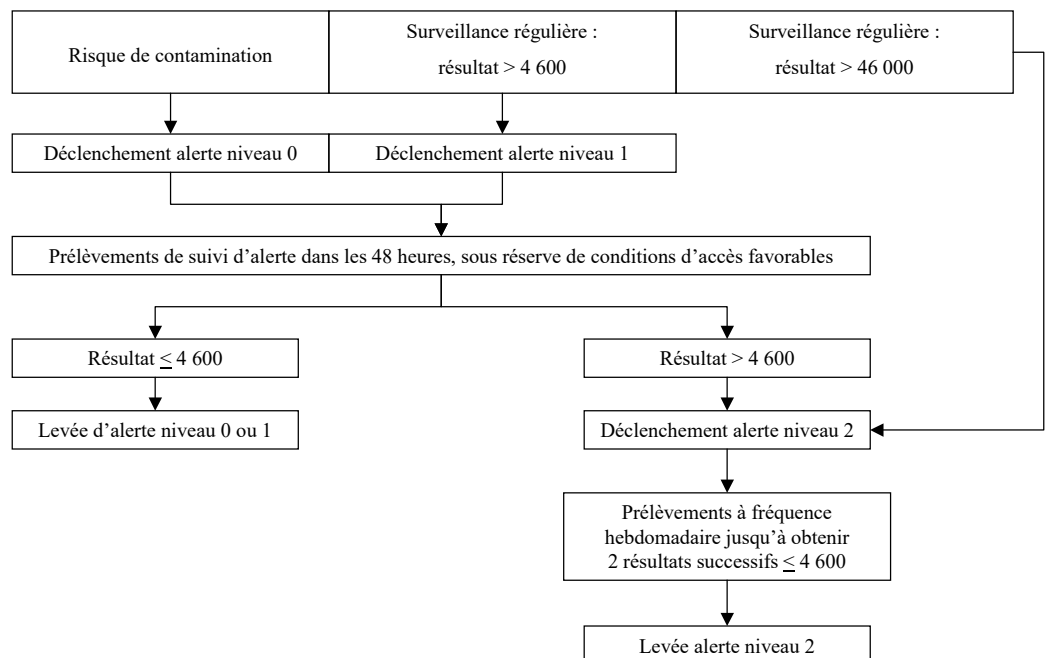 Risque de contamination
Surveillance régulière :
résultat > 4 600
Surveillance régulière :
résultat > 46 000
Déclenchement alerte niveau 0
Déclenchement alerte niveau 1
Prélèvements de suivi d’alerte dans les 48 heures, sous réserve de conditions d’accès favorables
Résultat ≤ 4 600
Résultat > 4 600
Levée d’alerte niveau 0 ou 1
Déclenchement alerte niveau 2
Prélèvements à fréquence
hebdomadaire jusqu’à obtenir
2 résultats successifs ≤ 4 600
Levée alerte niveau 2